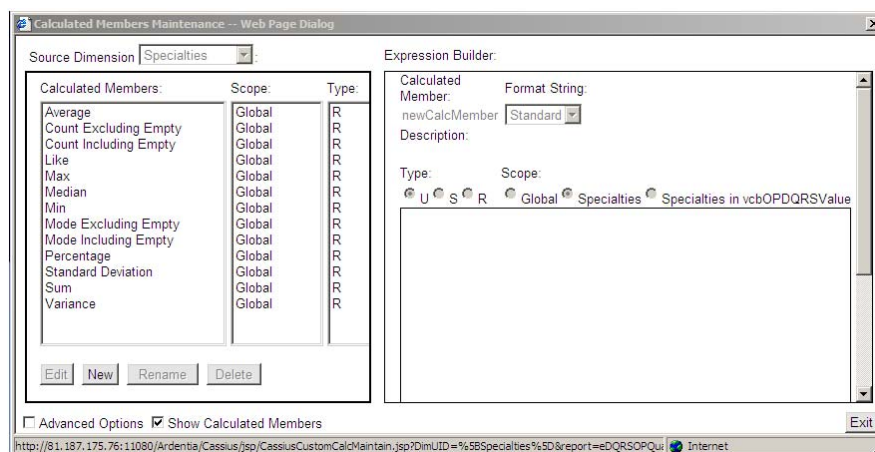 Calculated Members Maintenance -- Web Page Dialog
Source Dimension Specialties :
Expression Builder:
Calculated Members: Scope: Type:
Average Global R
Count Excluding Empty Global R
Count Including Empty Global R
Like Global R
Max Global R
Median Global R
Min Global R
Mode Excluding Empty Global R
Mode Including Empty Global R
Percentage Global R
Standard Deviation Global R
Sum Global R
Variance Global R
Edit New Rename Delete
Calculated Member: Format String:
newCalcMember Standard
Description:
Type: Scope:
U S R Global Specialties Specialties in vcbOPDQRSValue
Advanced Options Show Calculated Members Exit
http://81.187.175.76:11080/Ardentia/Cassius/jsp/CassiusCustomCalcMaintain.jsp?DimUID=%5BSpecialties%5D&report=eDQRSOPQu Internet